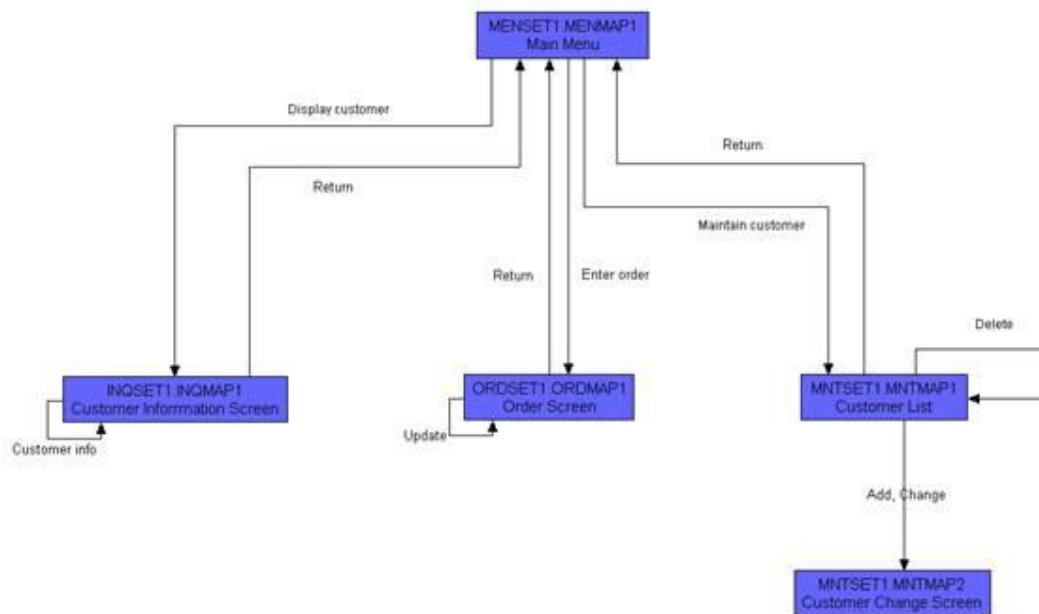 MENSET1.MENMAP1
Main Menu
Display customer
Return
Return
Maintain customer
Return
Enter order
Delete
INQSET1.INQMAP1
Customer Inforrmation Screen
ORDSET1.ORDMAP1
Order Screen
MNTSET1.MNTMAP1
Customer List
Customer info
Update
Add, Change
MNTSET1.MNTMAP2
Customer Change Screen